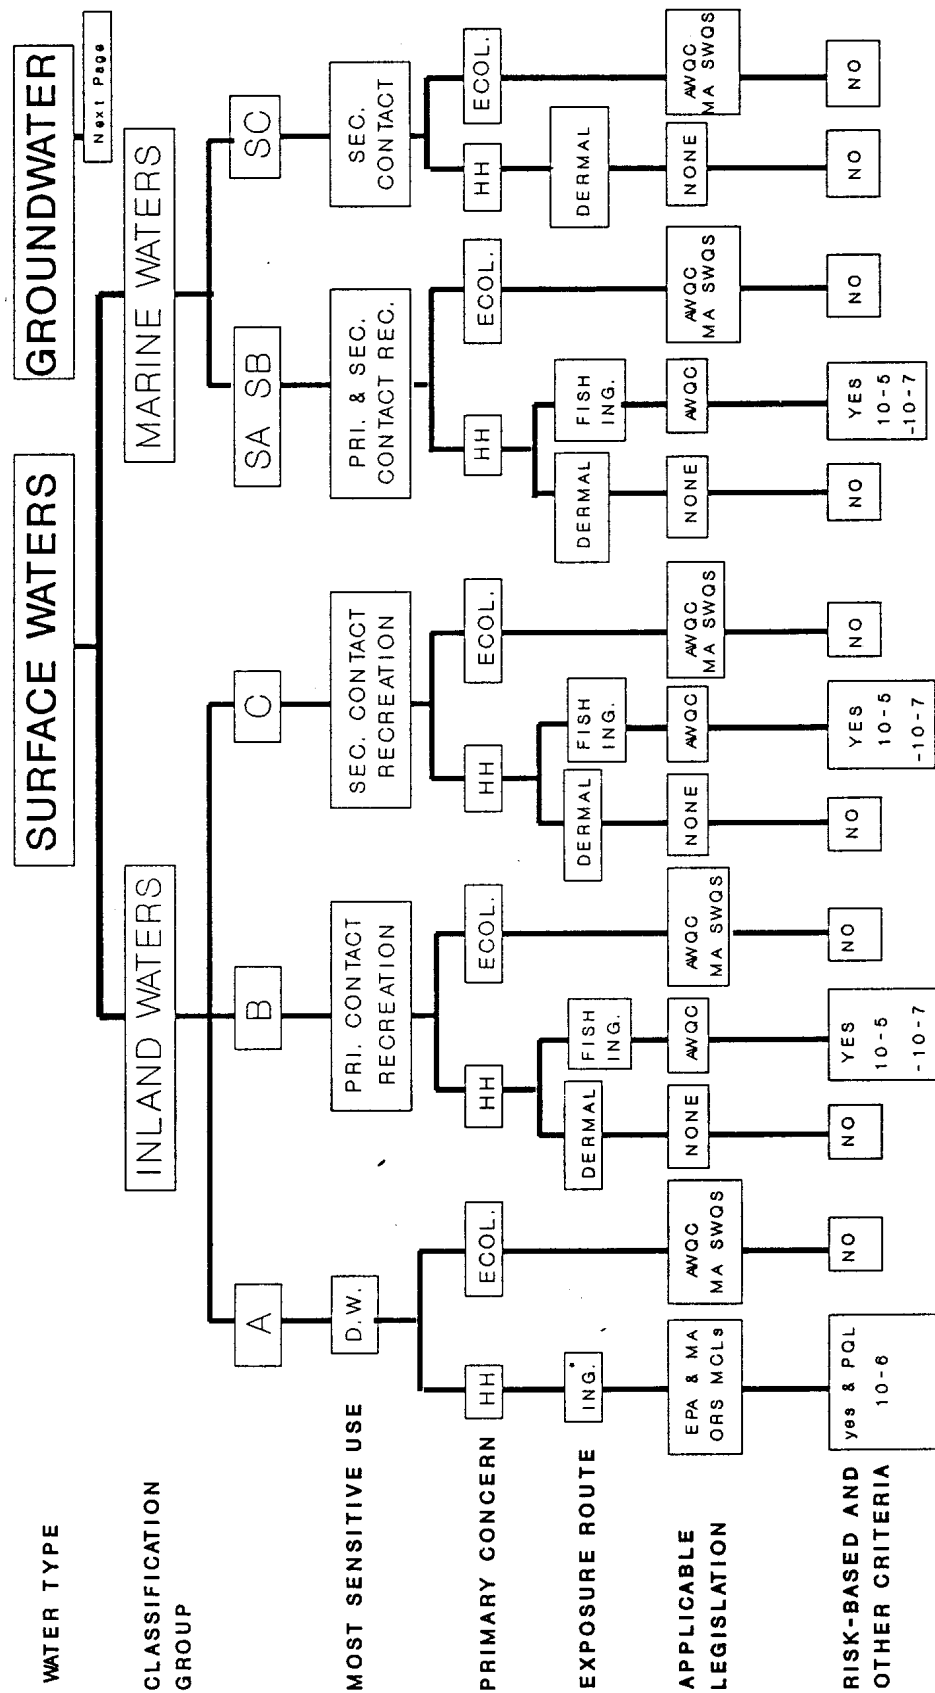 WATER TYPE
SURFACE WATERS
GROUNDWATER
Next Page
CLASSIFICATION
GROUP
INLAND WATERS
MARINE WATERS
A
B
C
SA SB
SC
MOST SENSITIVE USE
D.W.
PRI. CONTACT
RECREATION
SEC. CONTACT
RECREATION
PRI. & SEC.
CONTACT REC.
SEC.
CONTACT
PRIMARY CONCERN
HH
ECOL.
HH
ECOL.
HH
ECOL.
HH
ECOL.
HH
ECOL.
EXPOSURE ROUTE
ING.*
DERMAL
FISH
ING.
DERMAL
FISH
ING.
DERMAL
FISH
ING.
DERMAL
APPLICABLE
LEGISLATION
EPA & MA
ORS MCLs
AWQC
MA SWQS
NONE
AWQC
AWQC
MA SWQS
NONE
AWQC
AWQC
MA SWQS
NONE
AWQC
AWQC
MA SWQS
NONE
AWQC
MA SWQS
RISK-BASED AND
OTHER CRITERIA
yes & PQL
10-6
NO
NO
YES
10-5
-10-7
NO
NO
YES
10-5
-10-7
NO
NO
YES
10-5
-10-7
NO
NO
NO